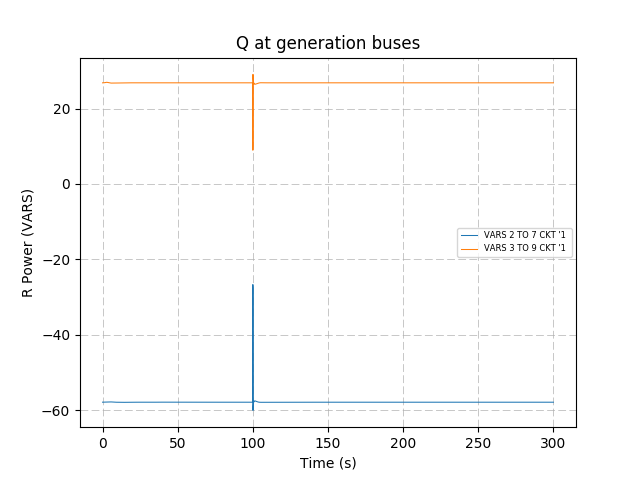 Q at generation buses
R Power (VARS)
20
0
−20
−40
−60
VARS 2 TO 7 CKT '1
VARS 3 TO 9 CKT '1
0 50 100 150 200 250 300
Time (s)